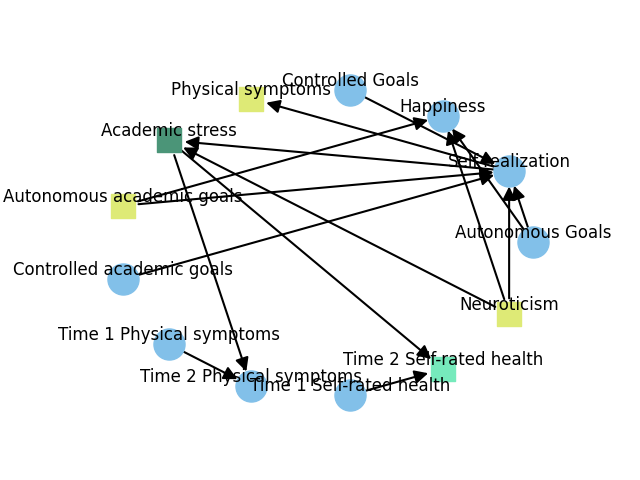 Controlled Goals
Physical symptoms
Happiness
Academic stress
Self-realization
Autonomous academic goals
Autonomous Goals
Controlled academic goals
Neuroticism
Time 1 Physical symptoms
Time 2 Self-rated health
Time 2 Physical symptoms
Time 1 Self-rated health